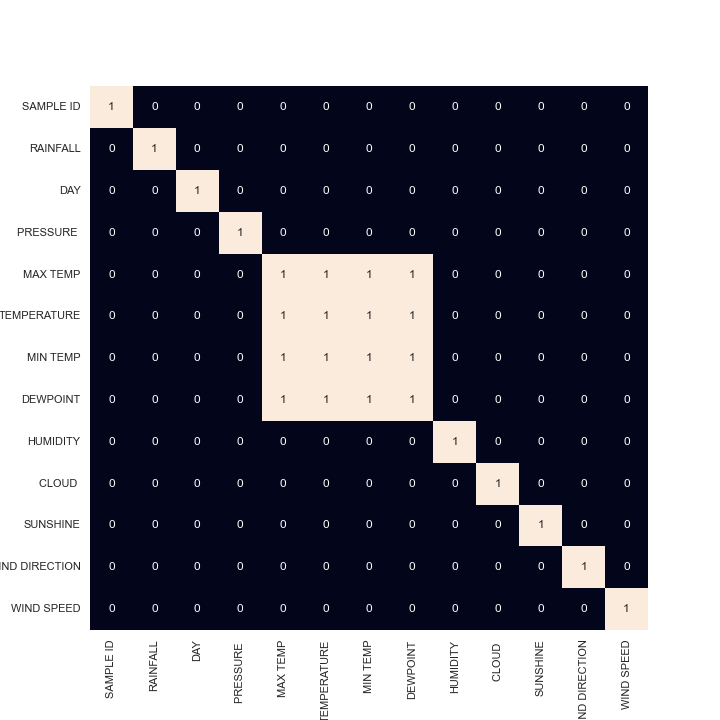 SAMPLE ID 1 0 0 0 0 0 0 0 0 0 0 0 0
RAINFALL 0 1 0 0 0 0 0 0 0 0 0 0 0
DAY 0 0 1 0 0 0 0 0 0 0 0 0 0
PRESSURE 0 0 0 1 0 0 0 0 0 0 0 0 0
MAX TEMP 0 0 0 0 1 1 1 1 0 0 0 0 0
TEMPERATURE 0 0 0 0 1 1 1 1 0 0 0 0 0
MIN TEMP 0 0 0 0 1 1 1 1 0 0 0 0 0
DEWPOINT 0 0 0 0 1 1 1 1 0 0 0 0 0
HUMIDITY 0 0 0 0 0 0 0 0 1 0 0 0 0
CLOUD 0 0 0 0 0 0 0 0 0 1 0 0 0
SUNSHINE 0 0 0 0 0 0 0 0 0 0 1 0 0
IND DIRECTION 0 0 0 0 0 0 0 0 0 0 0 1 0
WIND SPEED 0 0 0 0 0 0 0 0 0 0 0 0 1
SAMPLE ID
RAINFALL
DAY
PRESSURE
MAX TEMP
TEMPERATURE
MIN TEMP
DEWPOINT
HUMIDITY
CLOUD
SUNSHINE
ND DIRECTION
WIND SPEED